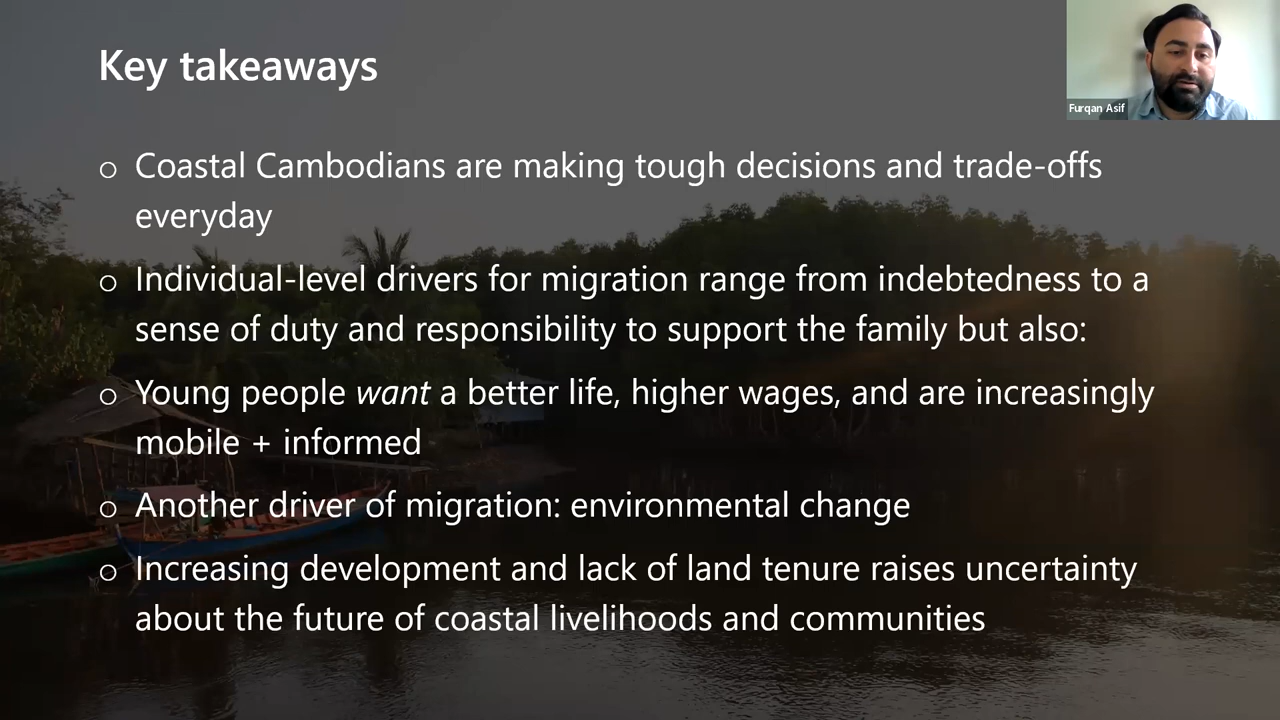 Key takeaways
Furqan Asif
o Coastal Cambodians are making tough decisions and trade-offs
everyday
o Individual-level drivers for migration range from indebtedness to a
sense of duty and responsibility to support the family but also:
o Young people want a better life, higher wages, and are increasingly
mobile + informed
o Another driver of migration: environmental change
o Increasing development and lack of land tenure raises uncertainty
about the future of coastal livelihoods and communities